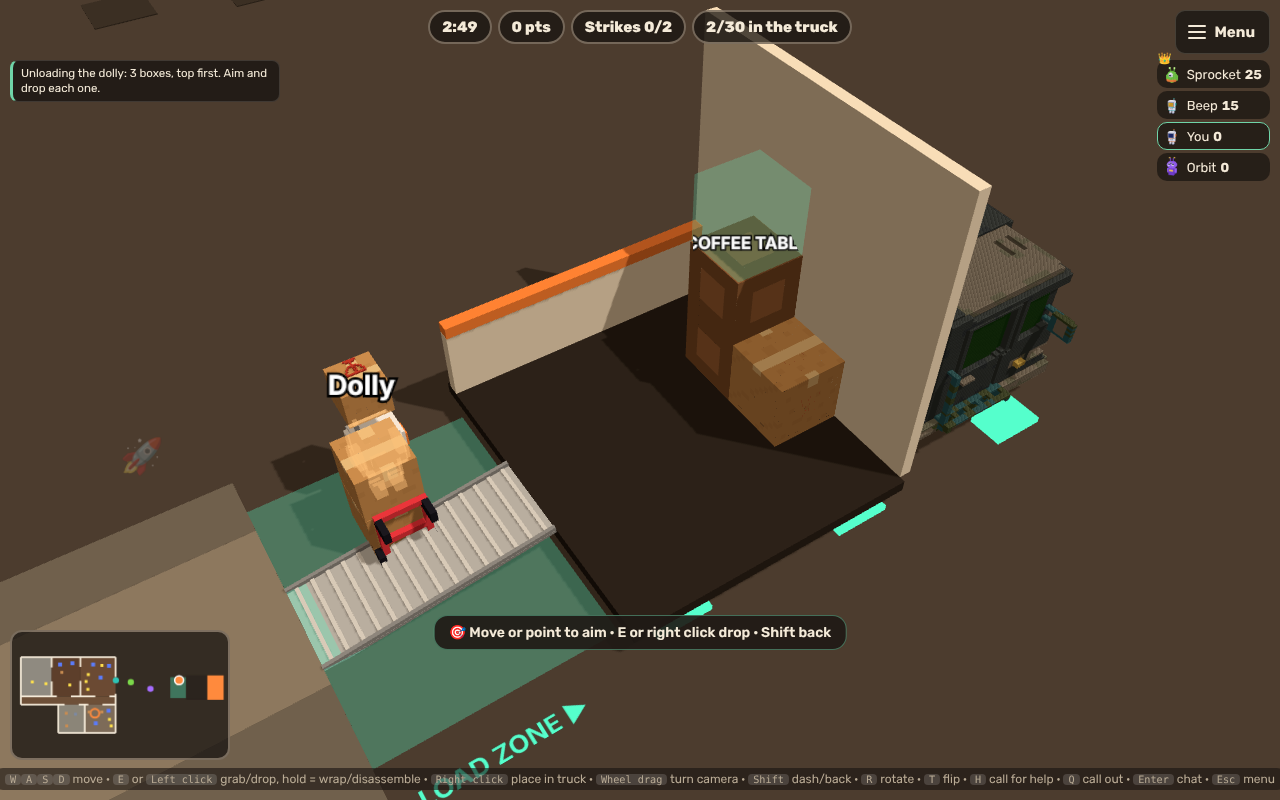 2:49
0 pts
Strikes 0/2
2/30 in the truck
Menu
Unloading the dolly: 3 boxes, top first. Aim and
drop each one.
Sprocket 25
Beep 15
You 0
Orbit 0
COFFEE TABL
Dolly
🎯 Move or point to aim · E or right click drop · Shift back
LOAD ZONE ▶
W A S D move · E or Left click grab/drop, hold = wrap/disassemble · Right click place in truck · Wheel drag turn camera · Shift dash/back · R rotate · T flip · H call for help · Q call out · Enter chat · Esc menu